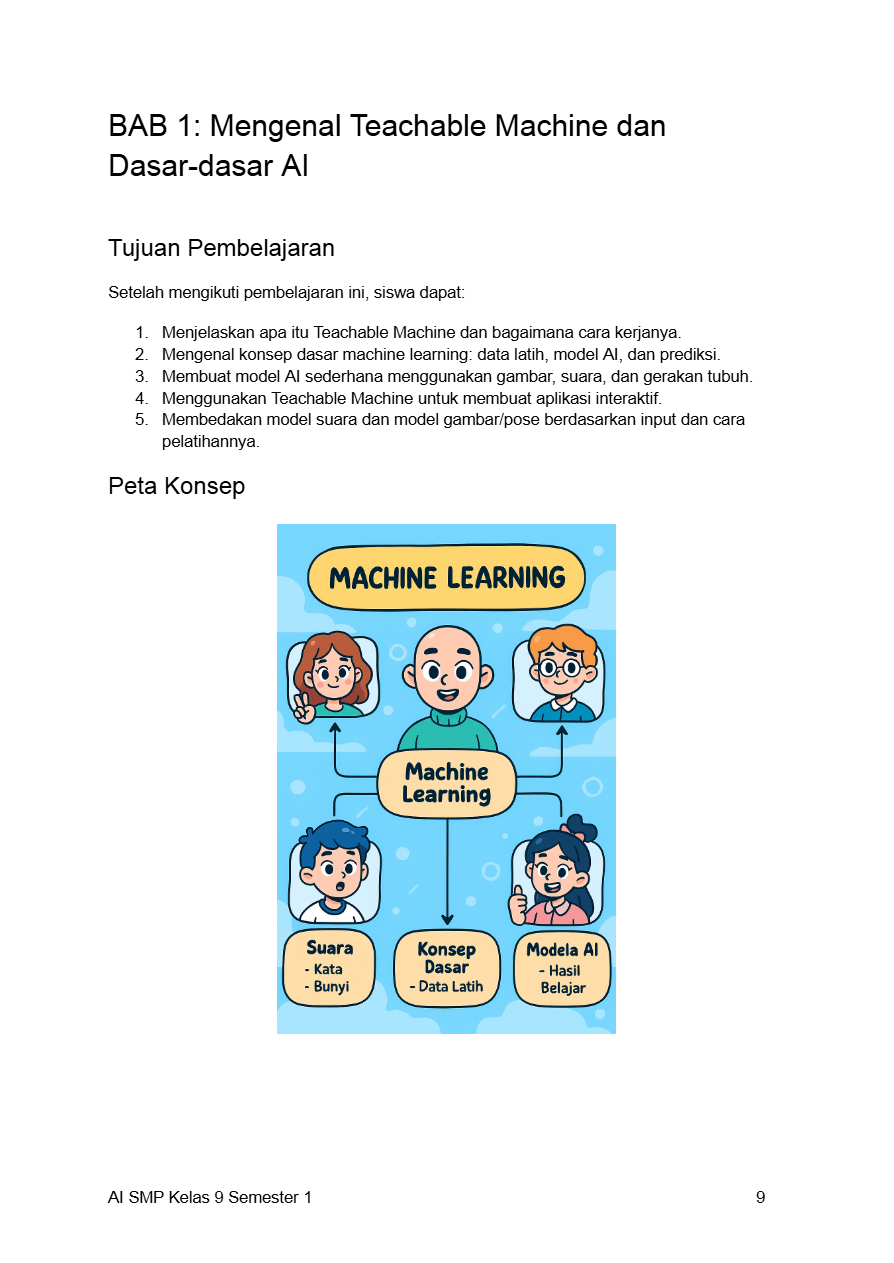 BAB 1: Mengenal Teachable Machine dan
Dasar-dasar AI
Tujuan Pembelajaran
Setelah mengikuti pembelajaran ini, siswa dapat:
1. Menjelaskan apa itu Teachable Machine dan bagaimana cara kerjanya.
2. Mengenal konsep dasar machine learning: data latih, model AI, dan prediksi.
3. Membuat model AI sederhana menggunakan gambar, suara, dan gerakan tubuh.
4. Menggunakan Teachable Machine untuk membuat aplikasi interaktif.
5. Membedakan model suara dan model gambar/pose berdasarkan input dan cara
pelatihannya.
Peta Konsep
MACHINE LEARNING
Machine
Learning
Suara
- Kata
- Bunyi
Konsep
Dasar
- Data Latih
Modela AI
- Hasil
Belajar
AI SMP Kelas 9 Semester 1
9